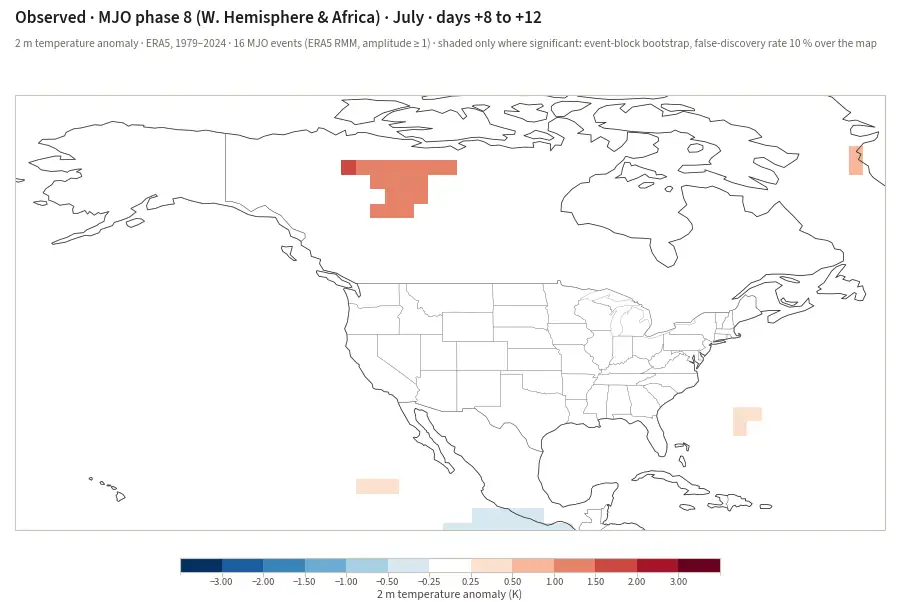 Observed · MJO phase 8 (W. Hemisphere & Africa) · July · days +8 to +12
2 m temperature anomaly · ERA5, 1979–2024 · 16 MJO events (ERA5 RMM, amplitude ≥ 1) · shaded only where significant: event-block bootstrap, false-discovery rate 10 % over the map
−3.00 −2.00 −1.50 −1.00 −0.50 −0.25 0.25 0.50 1.00 1.50 2.00 3.00
2 m temperature anomaly (K)